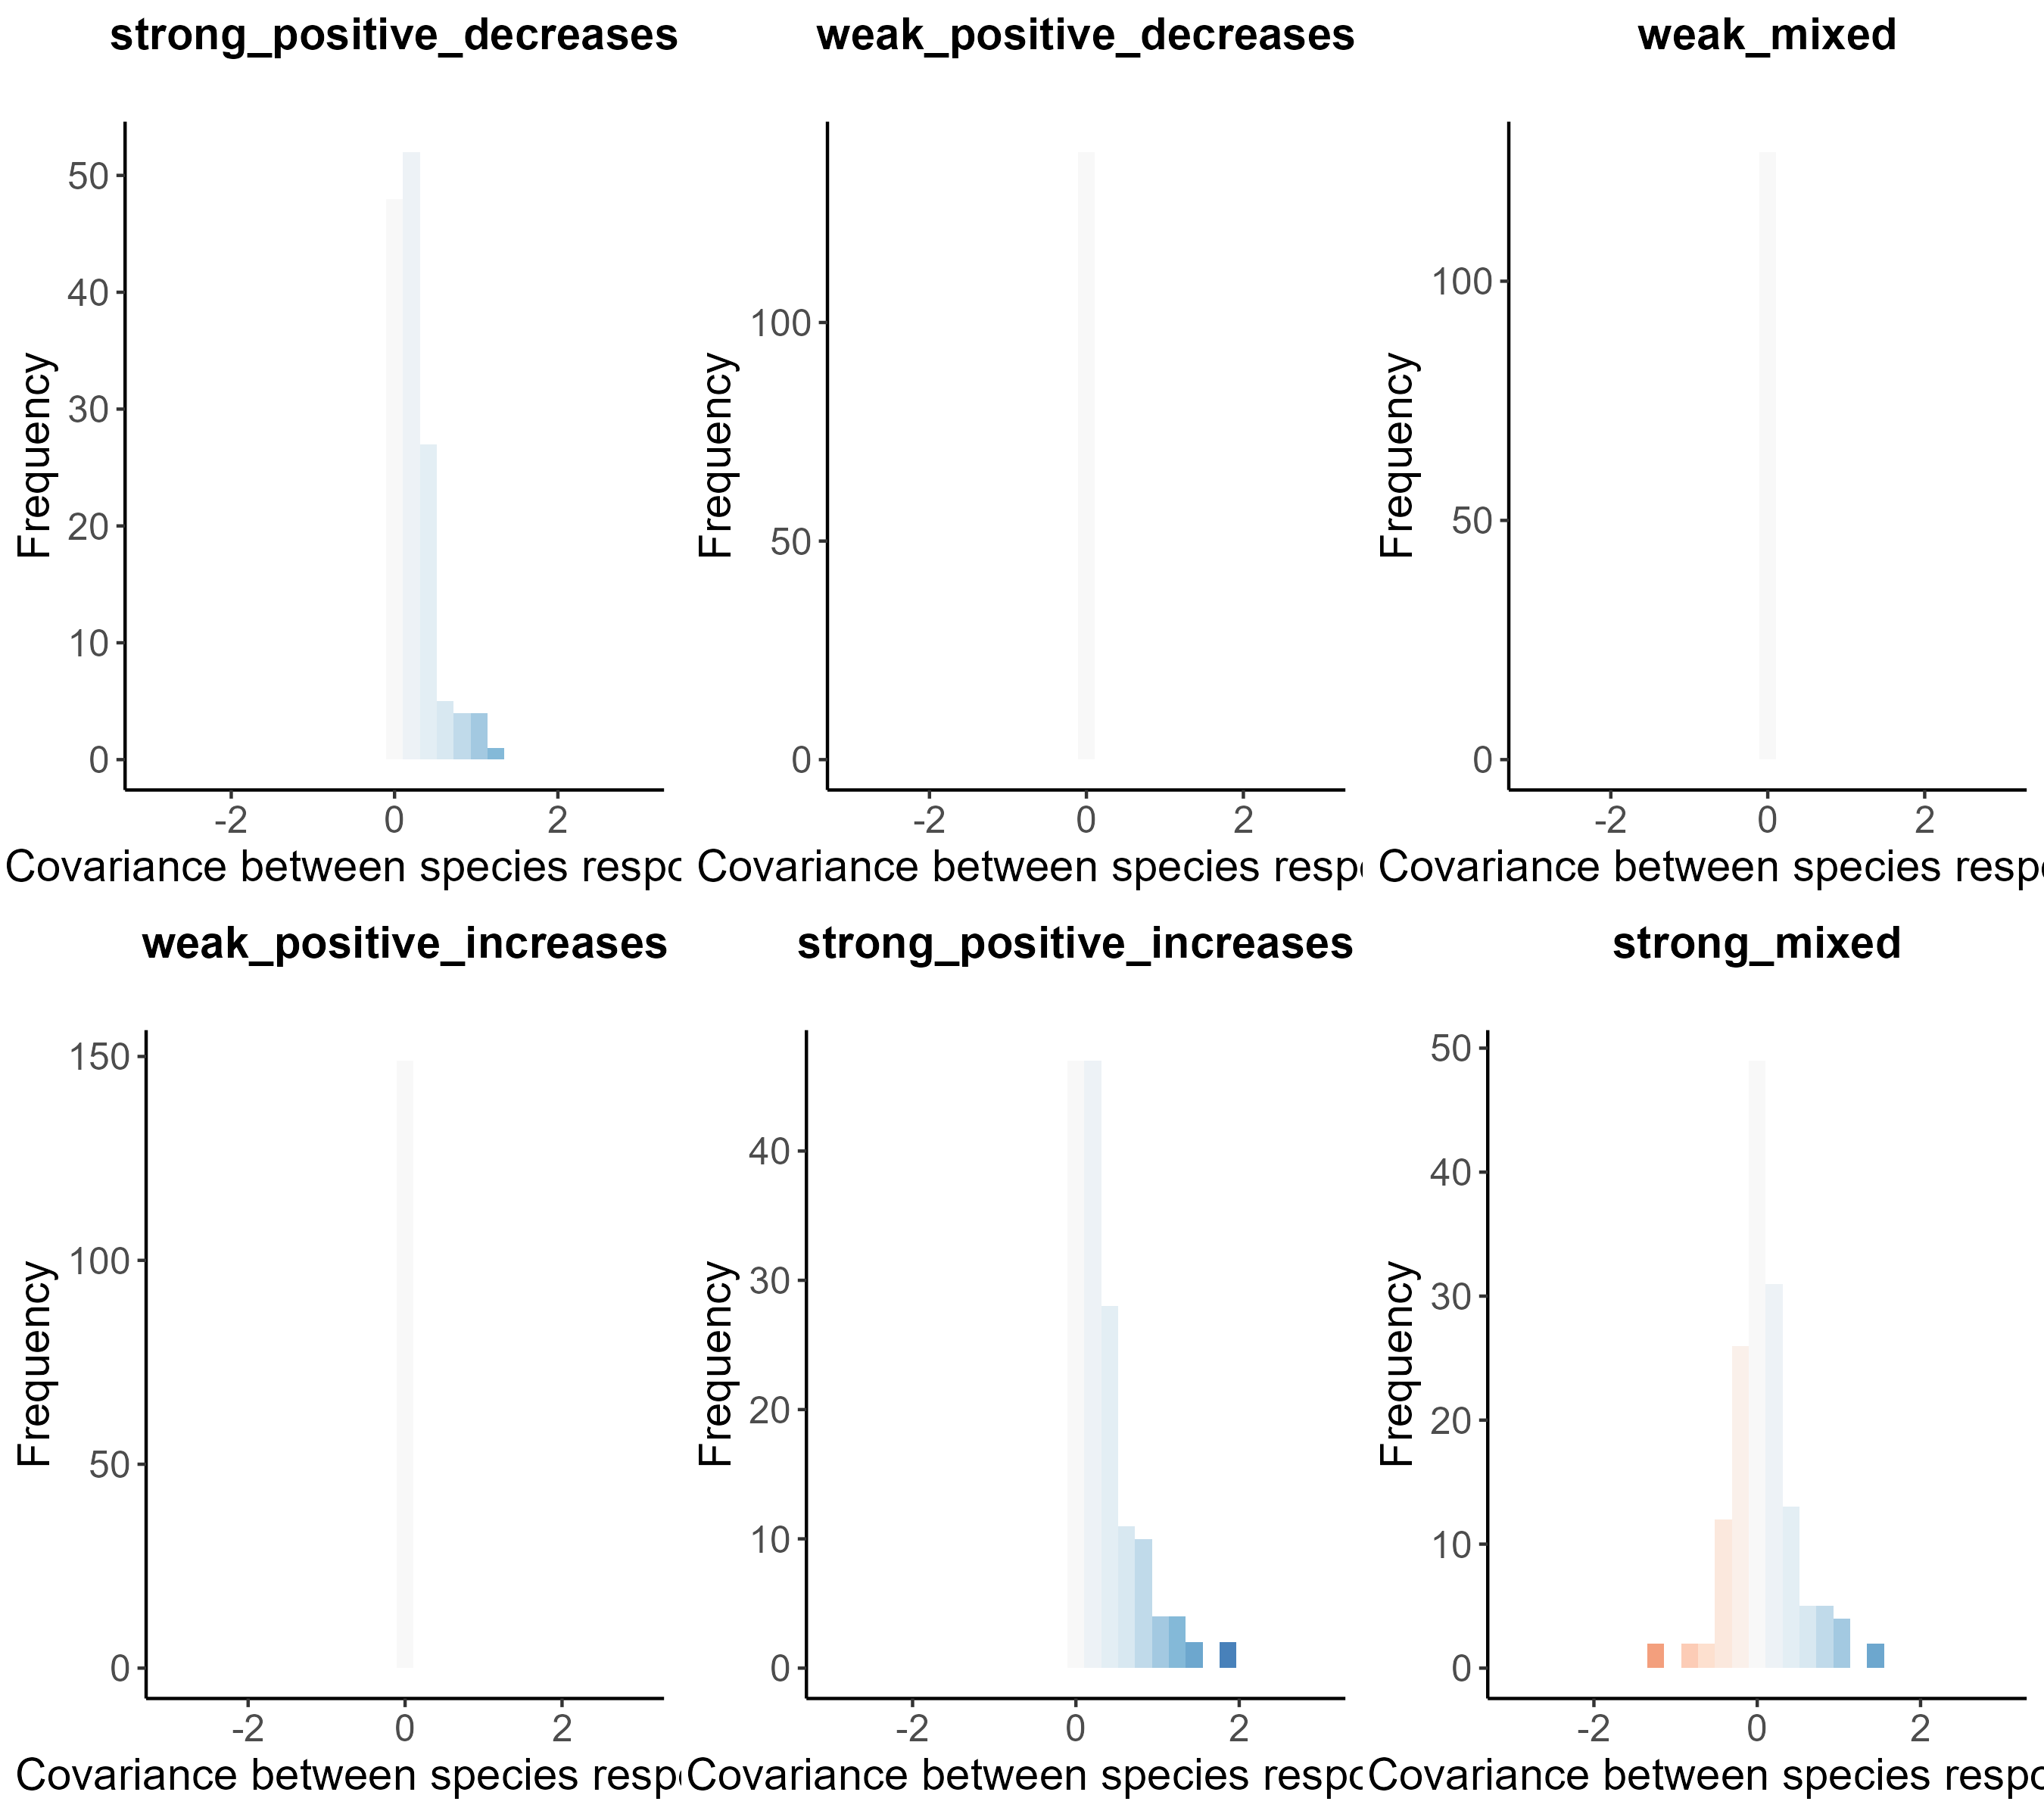 strong_positive_decreases
weak_positive_decreases
weak_mixed
Frequency
50
40
30
20
10
0
-2 0 2
Covariance between species respo
Frequency
100
50
0
-2 0 2
Covariance between species resp
Frequency
100
50
0
-2 0 2
Covariance between species resp
weak_positive_increases
strong_positive_increases
strong_mixed
Frequency
150
100
50
0
-2 0 2
Covariance between species resp
Frequency
40
30
20
10
0
-2 0 2
Covariance between species respo
Frequency
50
40
30
20
10
0
-2 0 2
Covariance between species respo